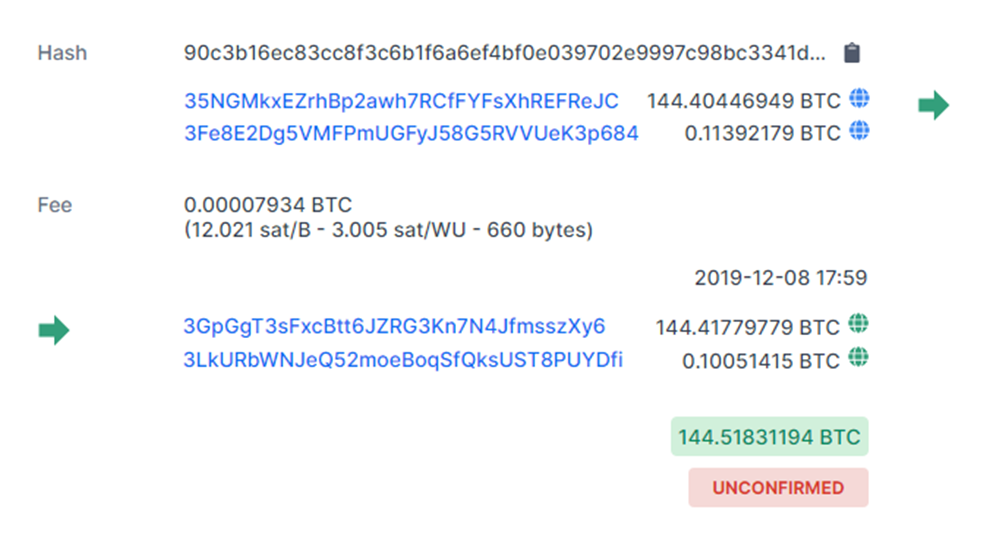 Hash 90c3b16ec83cc8f3c6b1f6a6ef4bf0e039702e9997c98bc3341d...
35NGMkxEZrhBp2awh7RCfFYFsXhREFReJC 144.40446949 BTC
3Fe8E2Dg5VMFPmUGFyJ58G5RVVUeK3p684 0.11392179 BTC
Fee 0.00007934 BTC
(12.021 sat/B - 3.005 sat/WU - 660 bytes)
2019-12-08 17:59
3GpGgT3sFxcBtt6JZRG3Kn7N4JfmsszXy6 144.41779779 BTC
3LkURbWNJeQ52moeBoqSfQksUST8PUYDfi 0.10051415 BTC
144.51831194 BTC
UNCONFIRMED